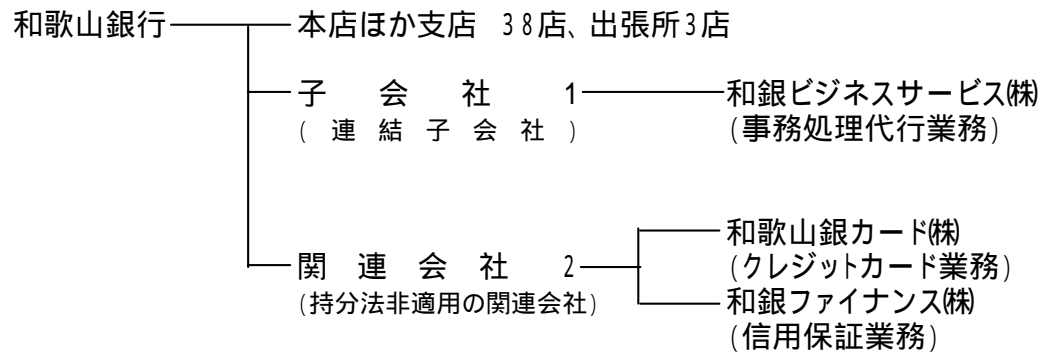 和歌山銀行 本店ほか支店 38店、出張所3店
子会社 1 和銀ビジネスサービス㈱
(連結子会社) (事務処理代行業務)
和歌山銀カード㈱
関連会社 2 (クレジットカード業務)
(持分法非適用の関連会社) 和銀ファイナンス㈱
(信用保証業務)